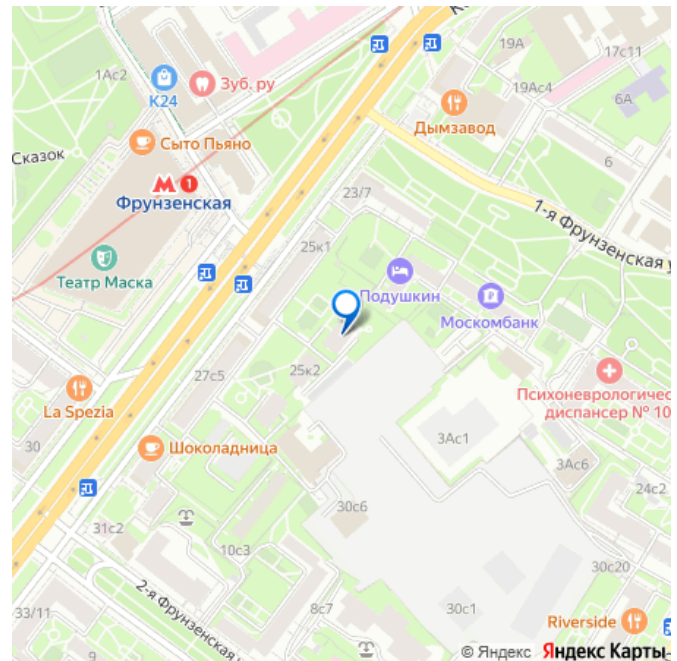 19А
17с11
1Ас2
Зуб.ру
К24
19Ас4
6А
Дымзавод
Сыто Пьяно
Сказок
6
М 1
Фрунзенская
23/7
1-я Фрунзенская у
25к1
Театр Маска
Подушкин
Москомбанк
27с5
25к2
La Spezia
Психоневрологичес
диспансер № 10
30
Шоколадница
3Ас1
3Ас6
24с2
30с6
31с2
10с3
30с20
2-я Фрунзенская у
33/11
8с7
30с1
Riverside
9
© Яндекс Яндекс Карты